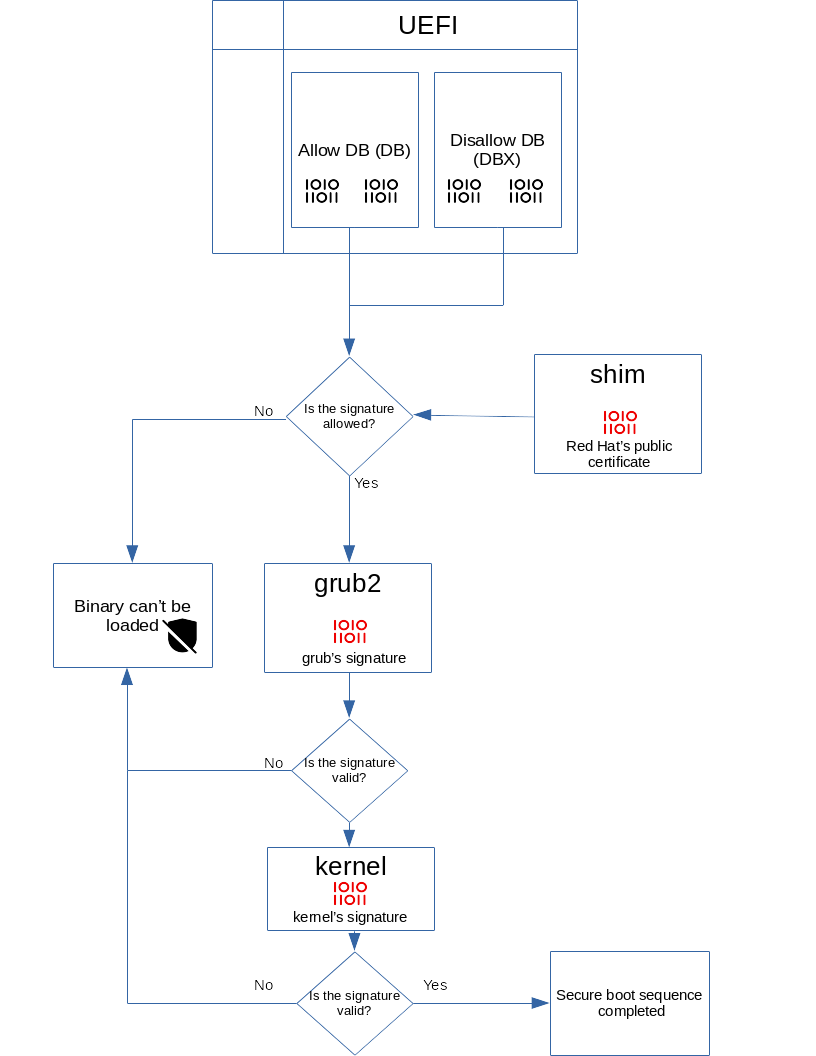 UEFI
Allow DB (DB)
Disallow DB
(DBX)
shim
Red Hat's public
certificate
Is the signature
allowed?
No
Yes
Binary can't be
loaded
grub2
grub's signature
Is the signature
valid?
No
kernel
kernel's signature
Is the signature
valid?
No
Yes
Secure boot sequence
completed